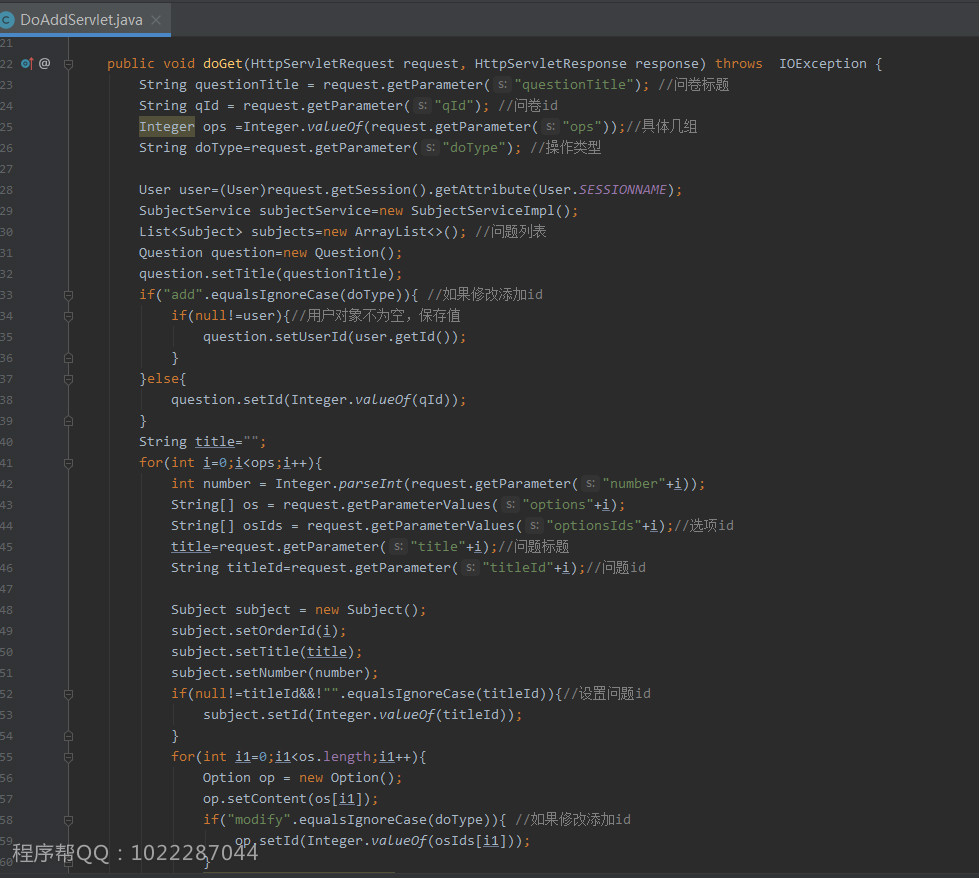 DoAddServlet.java
21
22 public void doGet(HttpServletRequest request, HttpServletResponse response) throws  IOException {
23 String questionTitle = request.getParameter( s: "questionTitle"); //问卷标题
24 String qId = request.getParameter( s: "qId"); //问卷id
25 Integer ops =Integer.valueOf(request.getParameter( s: "ops"));//具体几组
26 String doType=request.getParameter( s: "doType"); //操作类型
27
28 User user=(User)request.getSession().getAttribute(User.SESSIONNAME);
29 SubjectService subjectService=new SubjectServiceImpl();
30 List<Subject> subjects=new ArrayList<>(); //问题列表
31 Question question=new Question();
32 question.setTitle(questionTitle);
33 if("add".equalsIgnoreCase(doType)){ //如果修改添加id
34 if(null!=user){//用户对象不为空，保存值
35 question.setUserId(user.getId());
36 }
37 }else{
38 question.setId(Integer.valueOf(qId));
39 }
40 String title="";
41 for(int i=0;i<ops;i++){
42 int number = Integer.parseInt(request.getParameter( s: "number"+i));
43 String[] os = request.getParameterValues( s: "options"+i);
44 String[] osIds = request.getParameterValues( s: "optionsIds"+i);//选项id
45 title=request.getParameter( s: "title"+i);//问题标题
46 String titleId=request.getParameter( s: "titleId"+i);//问题id
47
48 Subject subject = new Subject();
49 subject.setOrderId(i);
50 subject.setTitle(title);
51 subject.setNumber(number);
52 if(null!=titleId&&!"".equalsIgnoreCase(titleId)){//设置问题id
53 subject.setId(Integer.valueOf(titleId));
54 }
55 for(int i1=0;i1<os.length;i1++){
56 Option op = new Option();
57 op.setContent(os[i1]);
58 if("modify".equalsIgnoreCase(doType)){ //如果修改添加id
59 op.setId(Integer.valueOf(osIds[i1]));
60 }
程序帮QQ：1022287044